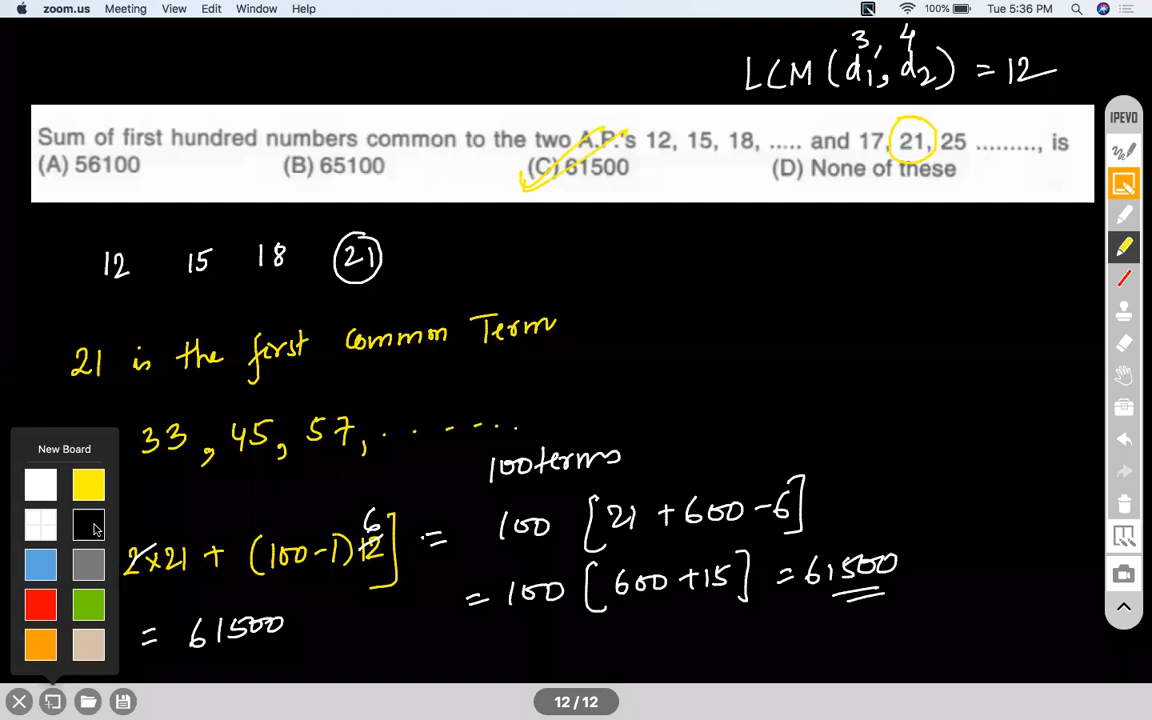 zoom.us Meeting View Edit Window Help 100% Tue 5:36 PM
LCM (d1, d2) = 12
3, 4
IPEVO
Sum of first hundred numbers common to the two A.P.'s 12, 15, 18, ..... and 17, 21, 25 ........., is
(A) 56100 (B) 65100 (C) 61500 (D) None of these
12 15 18 21
21 is the first common Term
33, 45, 57, ........
100 terms
New Board
2×21 + (100-1) 12 ] = 100 [21 + 600 - 6]
6
= 100 [600 + 15] = 61500
= 61500
12 / 12